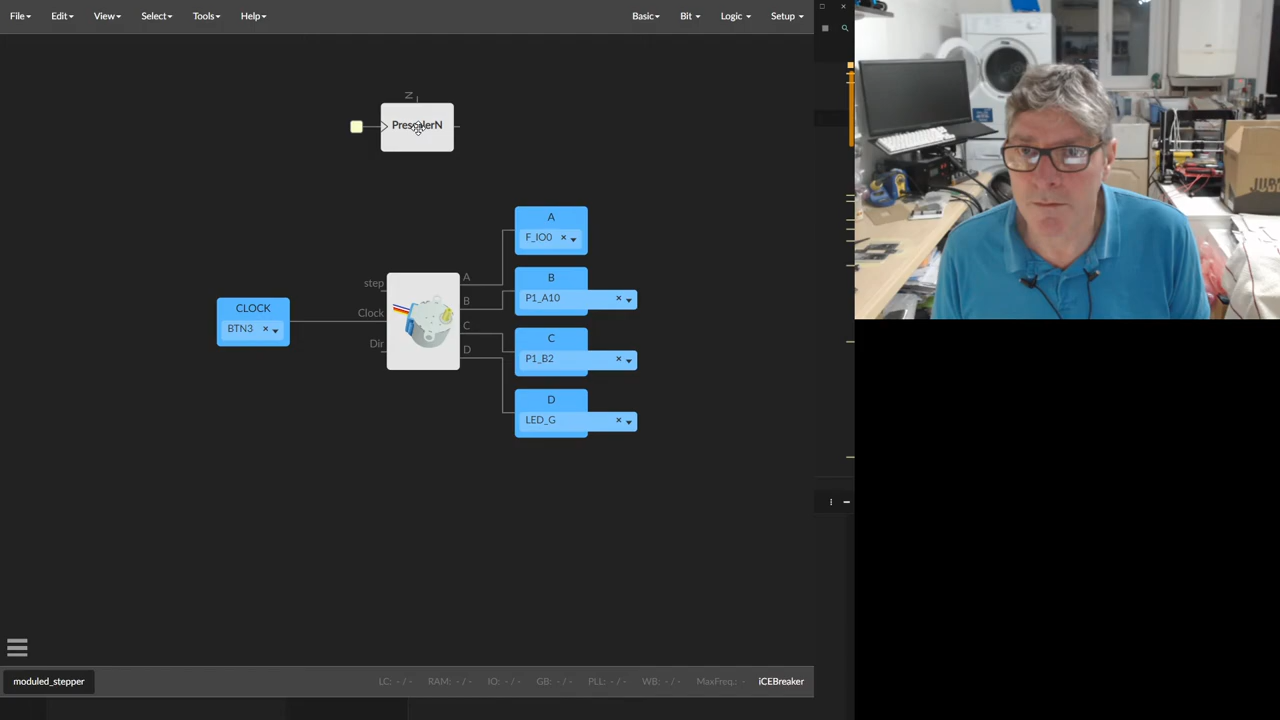 File Edit View Select Tools Help Basic Bit Logic Setup
N
PrescalerN
A
F_IO0 ×
step
A
B
B
P1_A10 ×
CLOCK
BTN3 ×
Clock
C
C
P1_B2 ×
Dir
D
D
LED_G ×
moduled_stepper LC: - / - RAM: - / - IO: - / - GB: - / - PLL: - / - WB: - / - MaxFreq.: - iCEBreaker